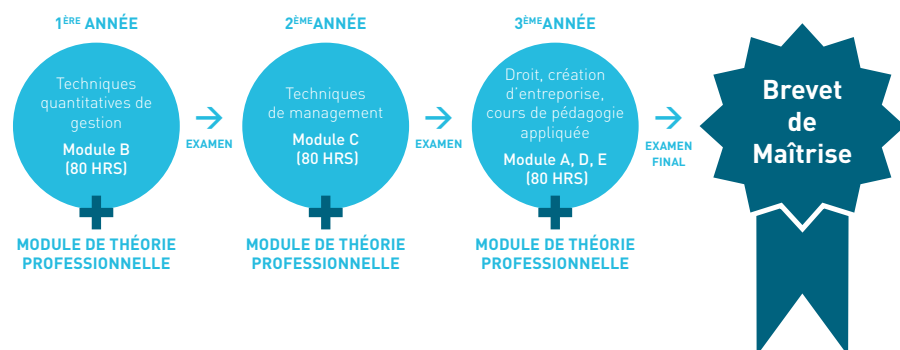 1ÈRE ANNÉE
Techniques
quantitatives de
gestion
Module B
(80 HRS)
MODULE DE THÉORIE
PROFESSIONNELLE
EXAMEN
2ÈME ANNÉE
Techniques
de management
Module C
(80 HRS)
MODULE DE THÉORIE
PROFESSIONNELLE
EXAMEN
3ÈME ANNÉE
Droit, création
d'entreporise,
cours de pédagogie
appliquée
Module A, D, E
(80 HRS)
MODULE DE THÉORIE
PROFESSIONNELLE
EXAMEN
FINAL
Brevet
de
Maîtrise